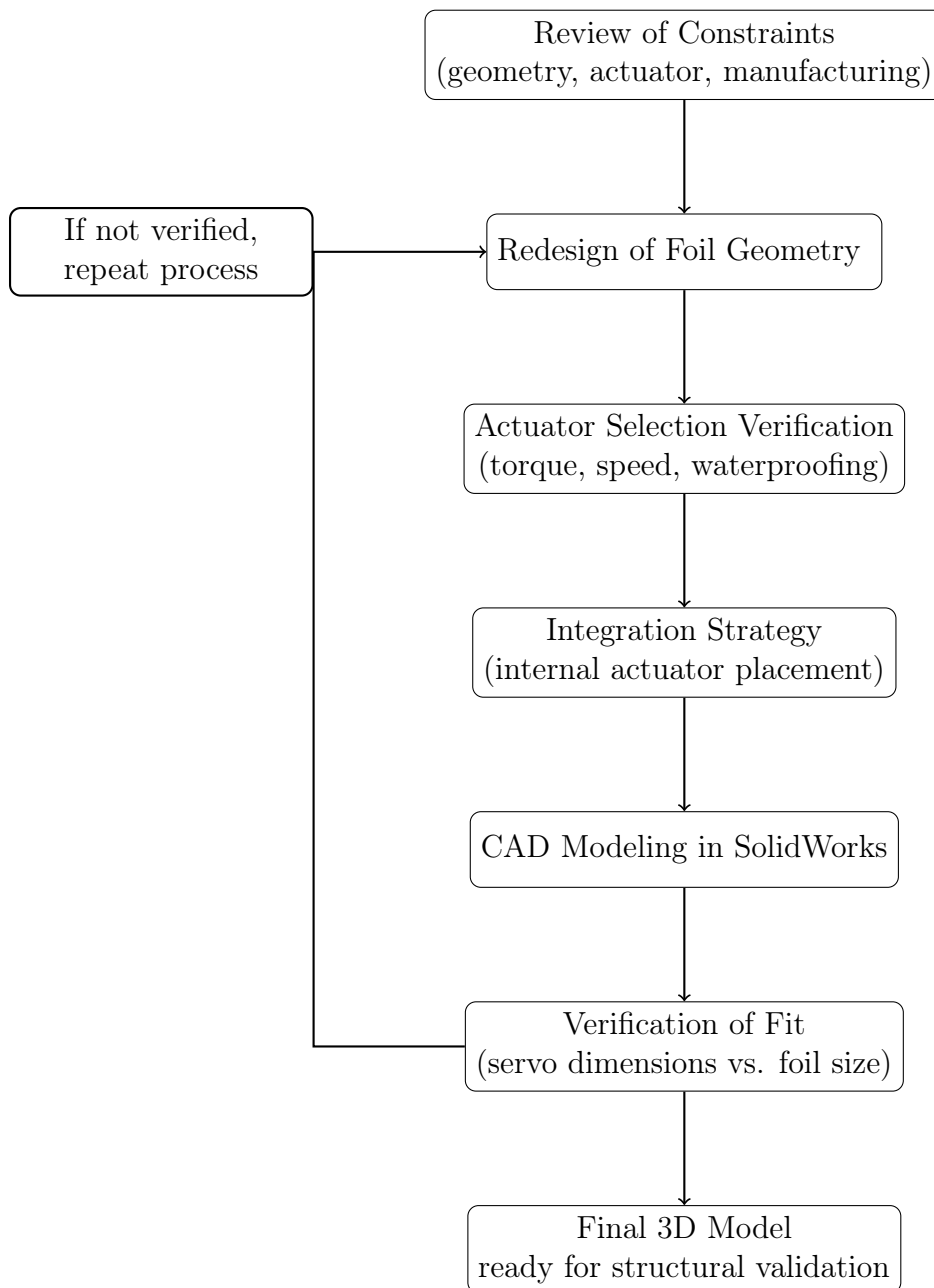 Review of Constraints
(geometry, actuator, manufacturing)
If not verified,
repeat process
Redesign of Foil Geometry
Actuator Selection Verification
(torque, speed, waterproofing)
Integration Strategy
(internal actuator placement)
CAD Modeling in SolidWorks
Verification of Fit
(servo dimensions vs. foil size)
Final 3D Model
ready for structural validation